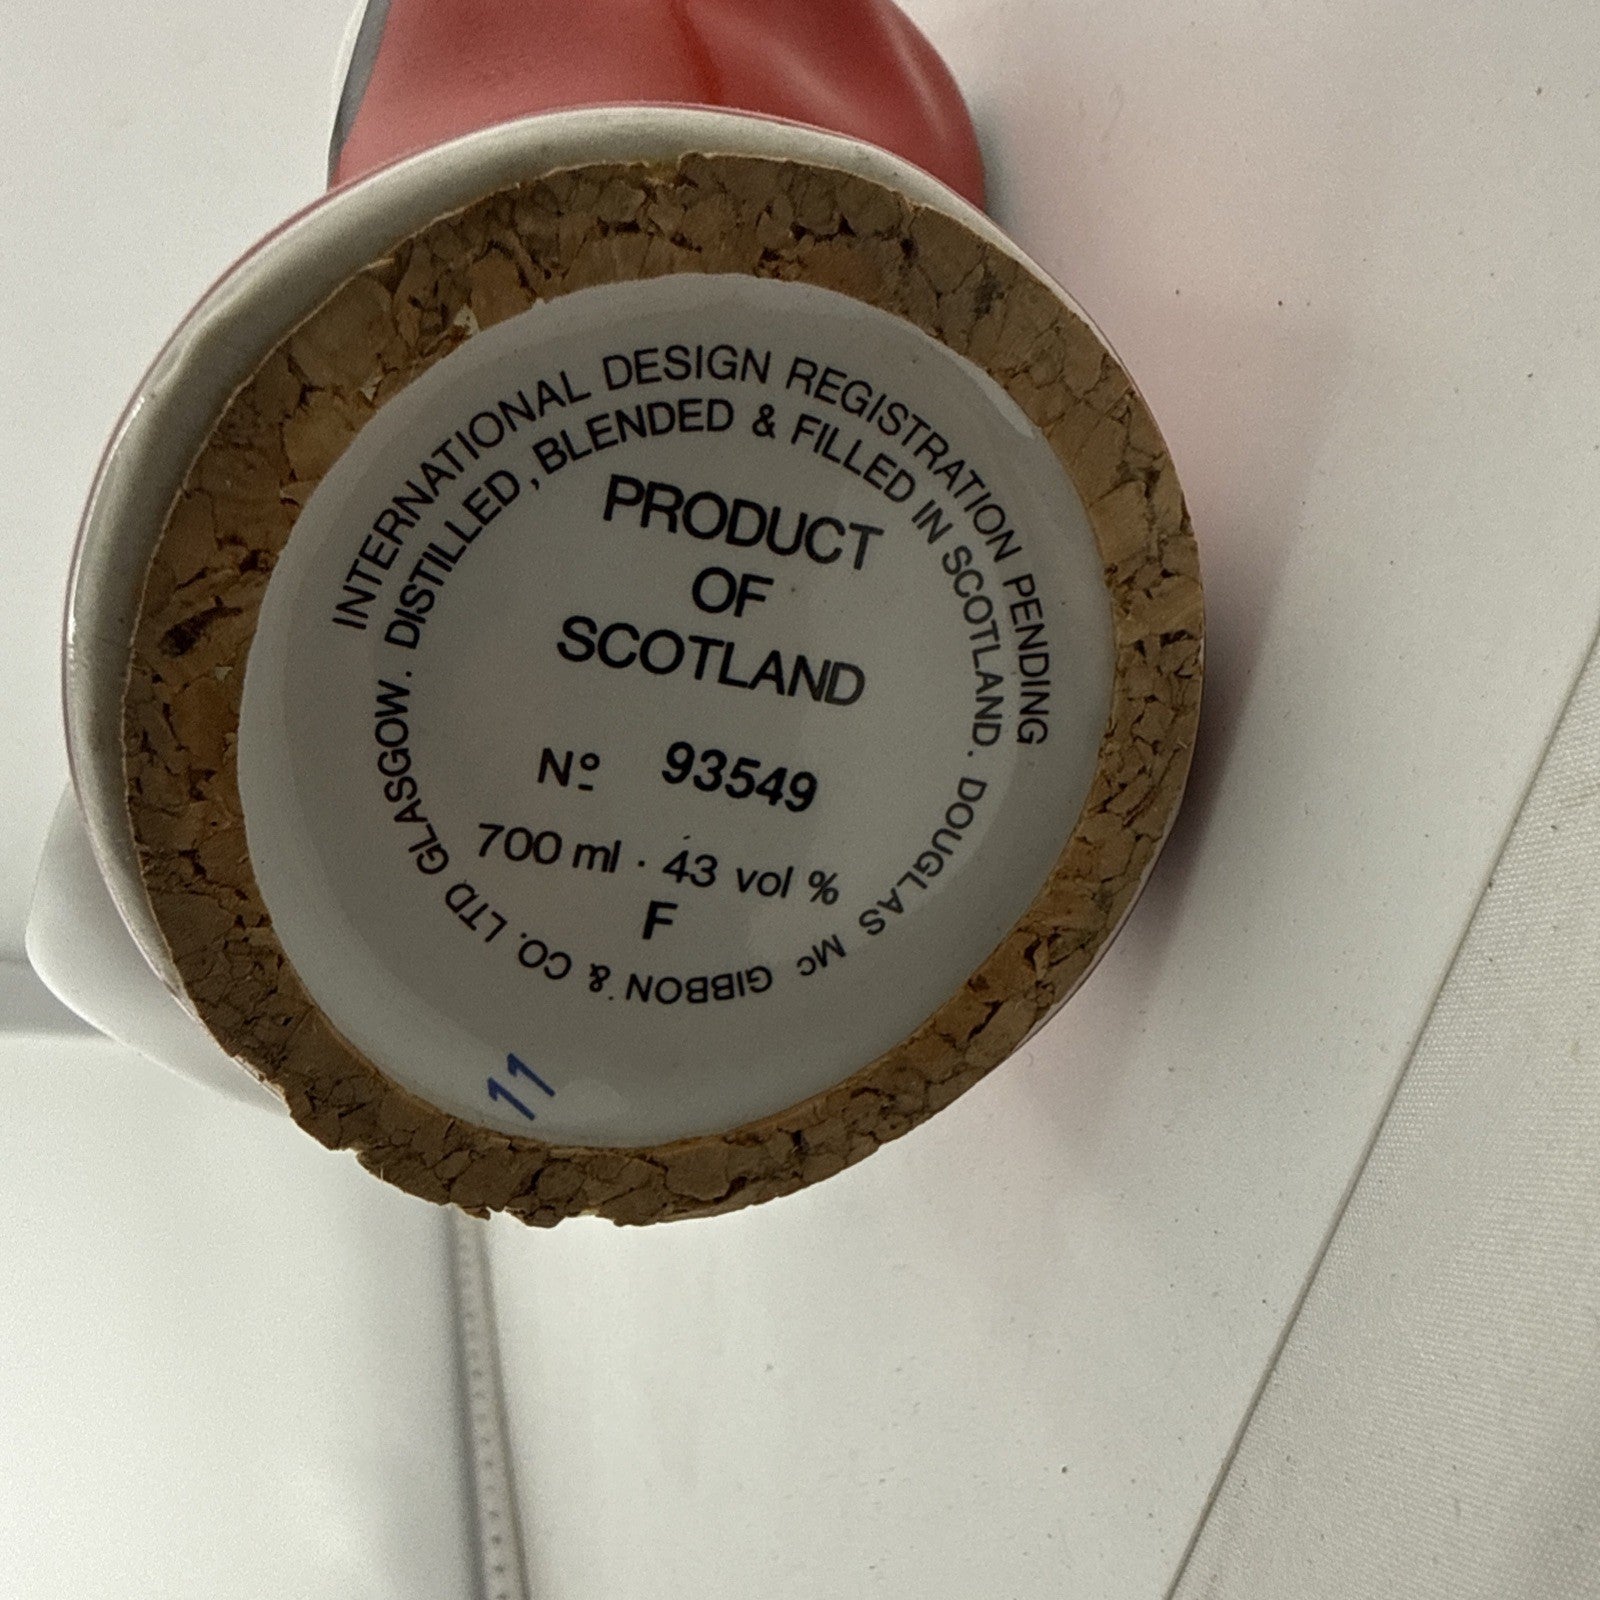 INTERNATIONAL DESIGN REGISTRATION PENDING
DISTILLED, BLENDED & FILLED IN SCOTLAND. DOUGLAS Mc GIBBON & CO. LTD GLASGOW.
PRODUCT
OF
SCOTLAND
Nº 93549
700 ml · 43 vol %
F
11